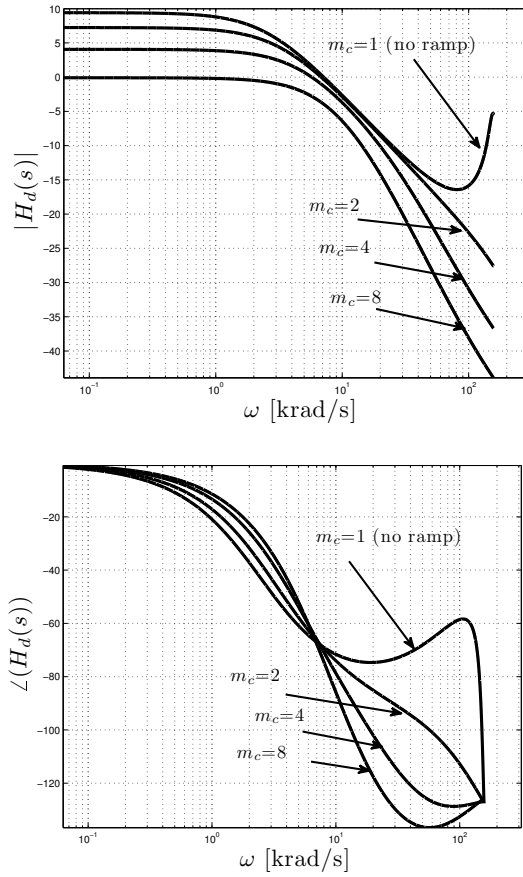 10
5
0
−5
−10
−15
−20
−25
−30
−35
−40
|H_d(s)|
m_c=1 (no ramp)
m_c=2
m_c=4
m_c=8
10^{−1}
10^0
10^1
10^2
ω [krad/s]
−20
−40
−60
−80
−100
−120
∠(H_d(s))
m_c=1 (no ramp)
m_c=2
m_c=4
m_c=8
10^{−1}
10^0
10^1
10^2
ω [krad/s]